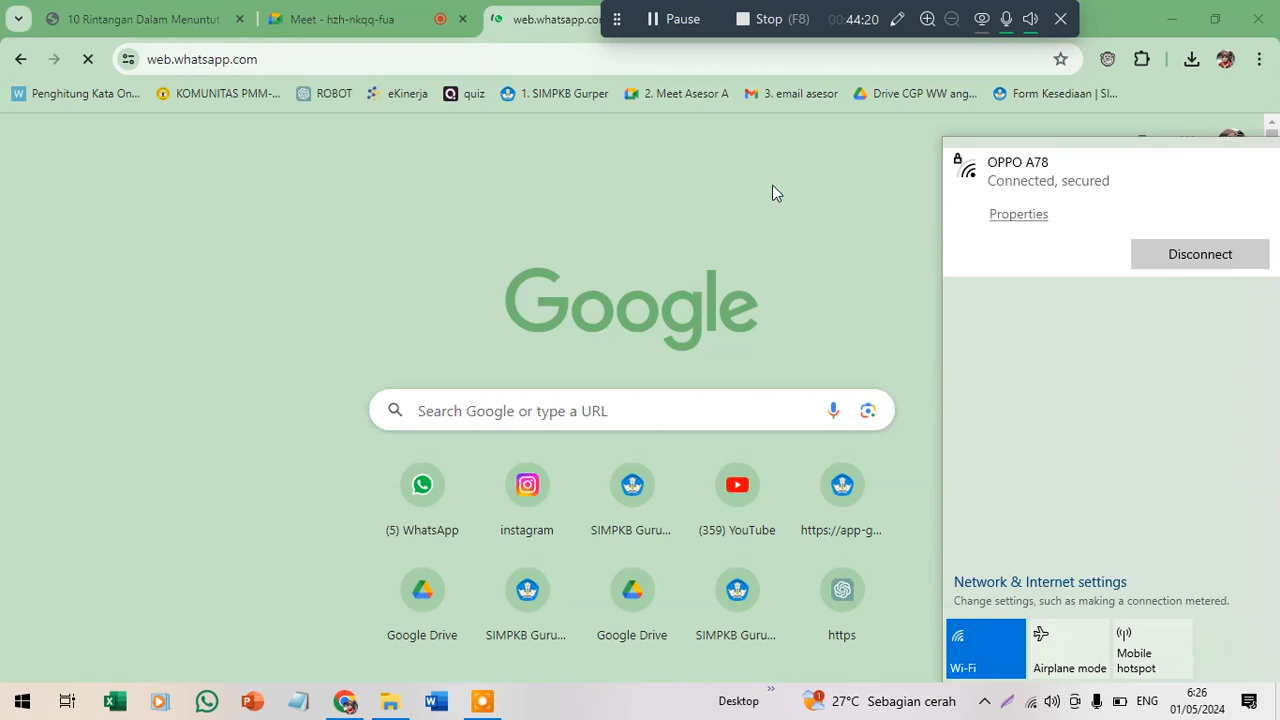 10 Rintangan Dalam Menuntut
Meet - hzh-nkqq-fua
web.whatsapp.com
Pause
Stop (F8)
00:44:20
web.whatsapp.com
Penghitung Kata On...
KOMUNITAS PMM-...
ROBOT
eKinerja
quiz
1. SIMPKB Gurper
2. Meet Asesor A
3. email asesor
Drive CGP WW ang...
Form Kesediaan | SI...
OPPO A78
Connected, secured
Properties
Disconnect
Google
Search Google or type a URL
(5) WhatsApp
instagram
SIMPKB Guru...
(359) YouTube
https://app-g...
Google Drive
SIMPKB Guru...
Google Drive
SIMPKB Guru...
https
Network & Internet settings
Change settings, such as making a connection metered.
Wi-Fi
Airplane mode
Mobile
hotspot
Desktop
27°C Sebagian cerah
ENG
6:26
01/05/2024